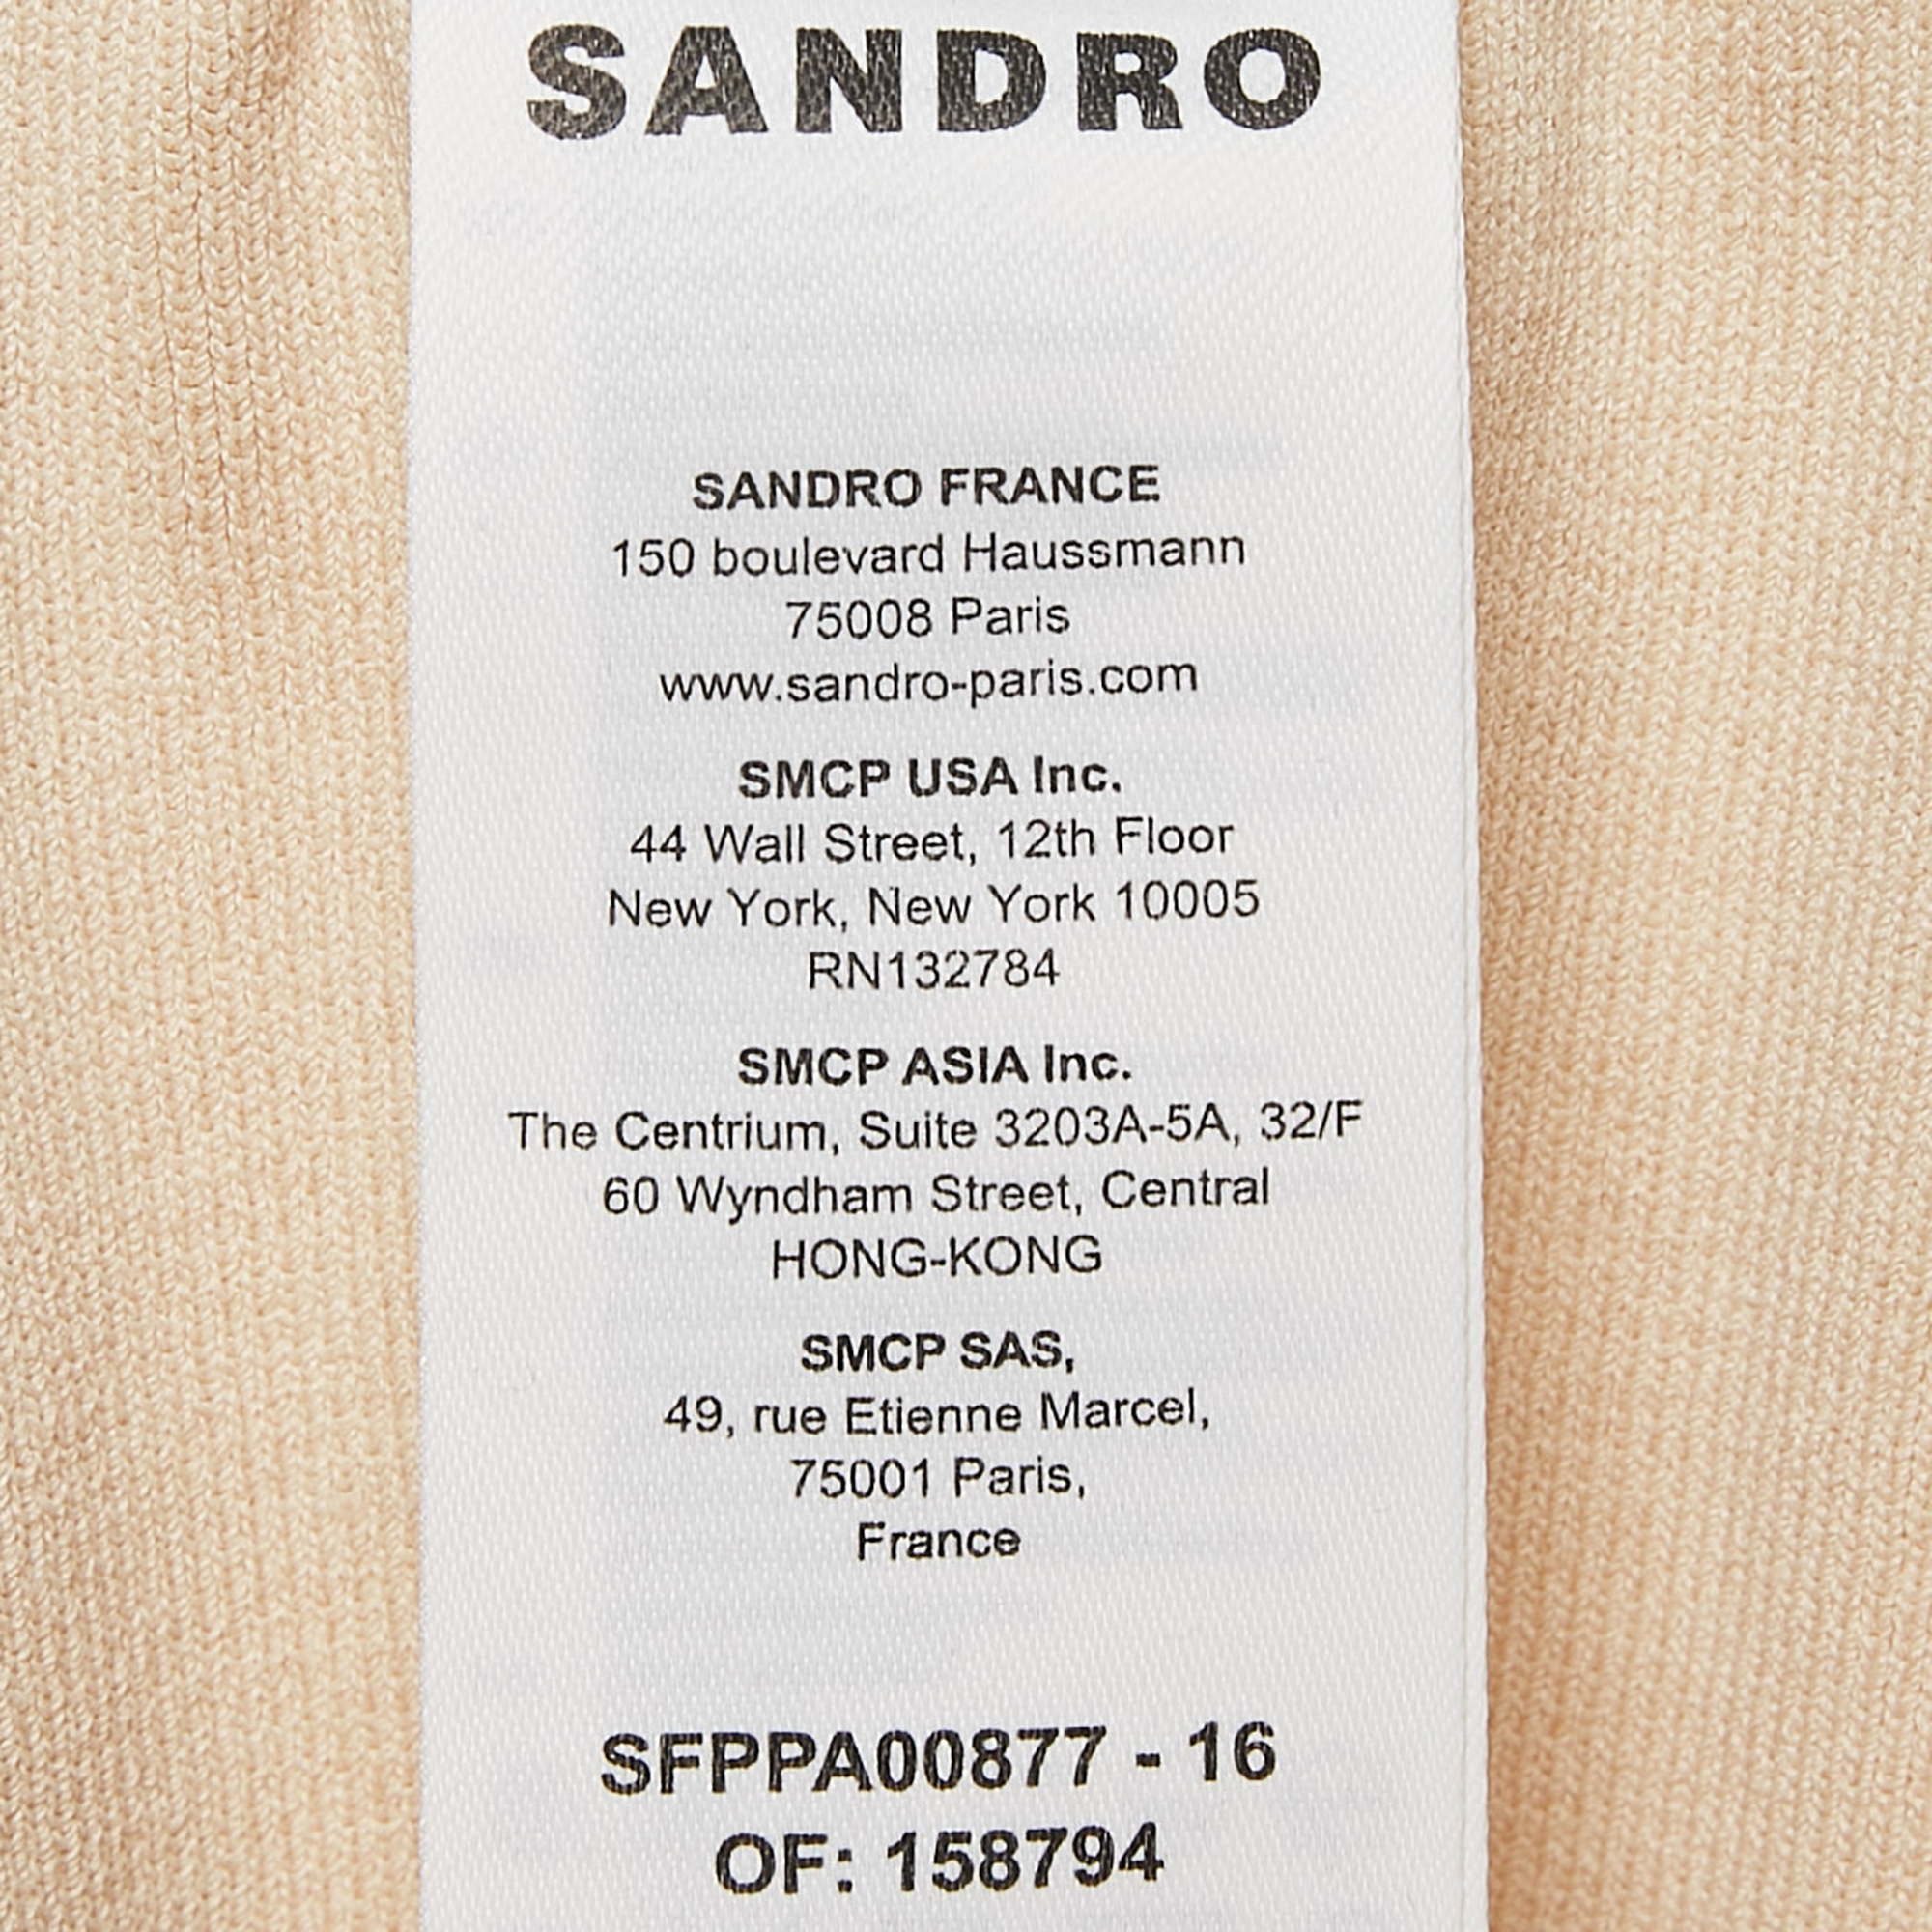 SANDRO
SANDRO FRANCE
150 boulevard Haussmann
75008 Paris
www.sandro-paris.com
SMCP USA Inc.
44 Wall Street, 12th Floor
New York, New York 10005
RN132784
SMCP ASIA Inc.
The Centrium, Suite 3203A-5A, 32/F
60 Wyndham Street, Central
HONG-KONG
SMCP SAS,
49, rue Etienne Marcel,
75001 Paris,
France
SFPPA00877 - 16
OF: 158794